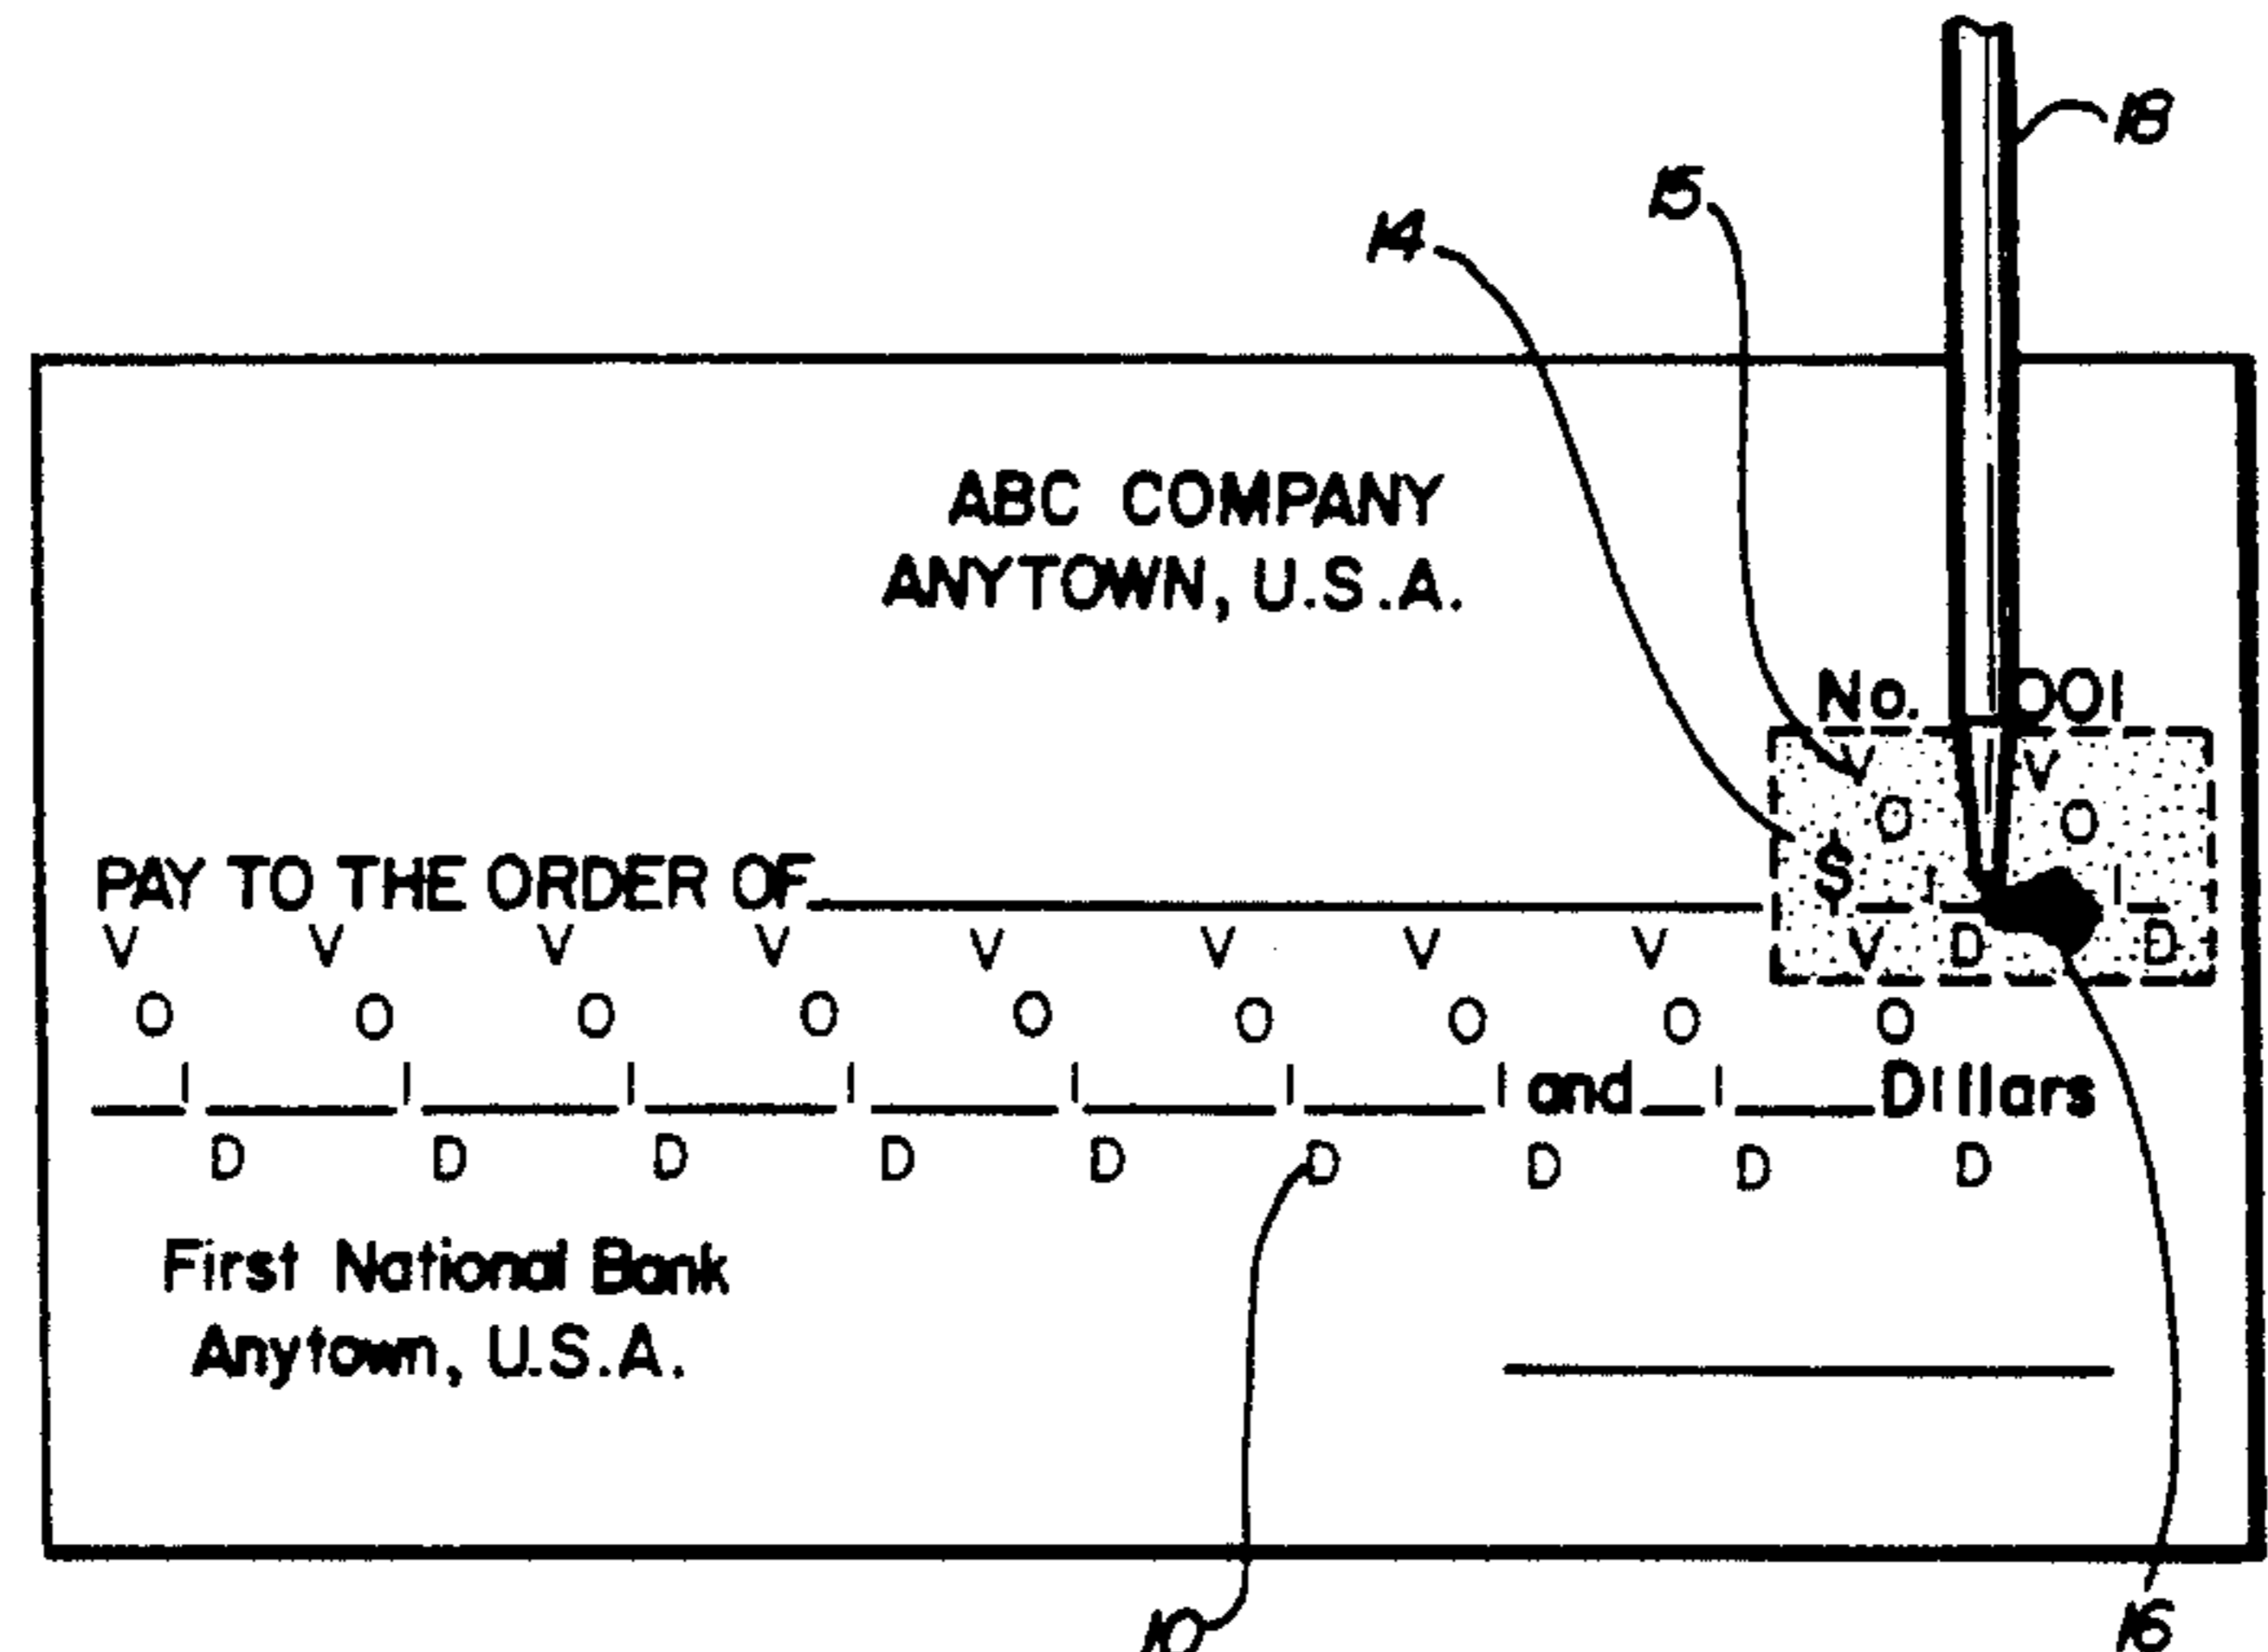 18
15
14
ABC COMPANY
ANYTOWN, U.S.A.
No. 001
V V
O O
PAY TO THE ORDER OF $ I I
V V V V V V V V V D D
O O O O O O O O O
I I I I I I I and I DIllars
D D D D D D D D D
First National Bank
Anytown, U.S.A.
10 16